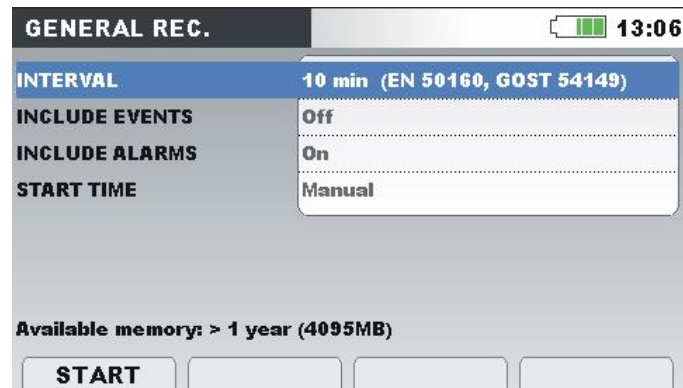 GENERAL REC. 13:06
INTERVAL 10 min (EN 50160, GOST 54149)
INCLUDE EVENTS Off
INCLUDE ALARMS On
START TIME Manual
Available memory: > 1 year (4095MB)
START